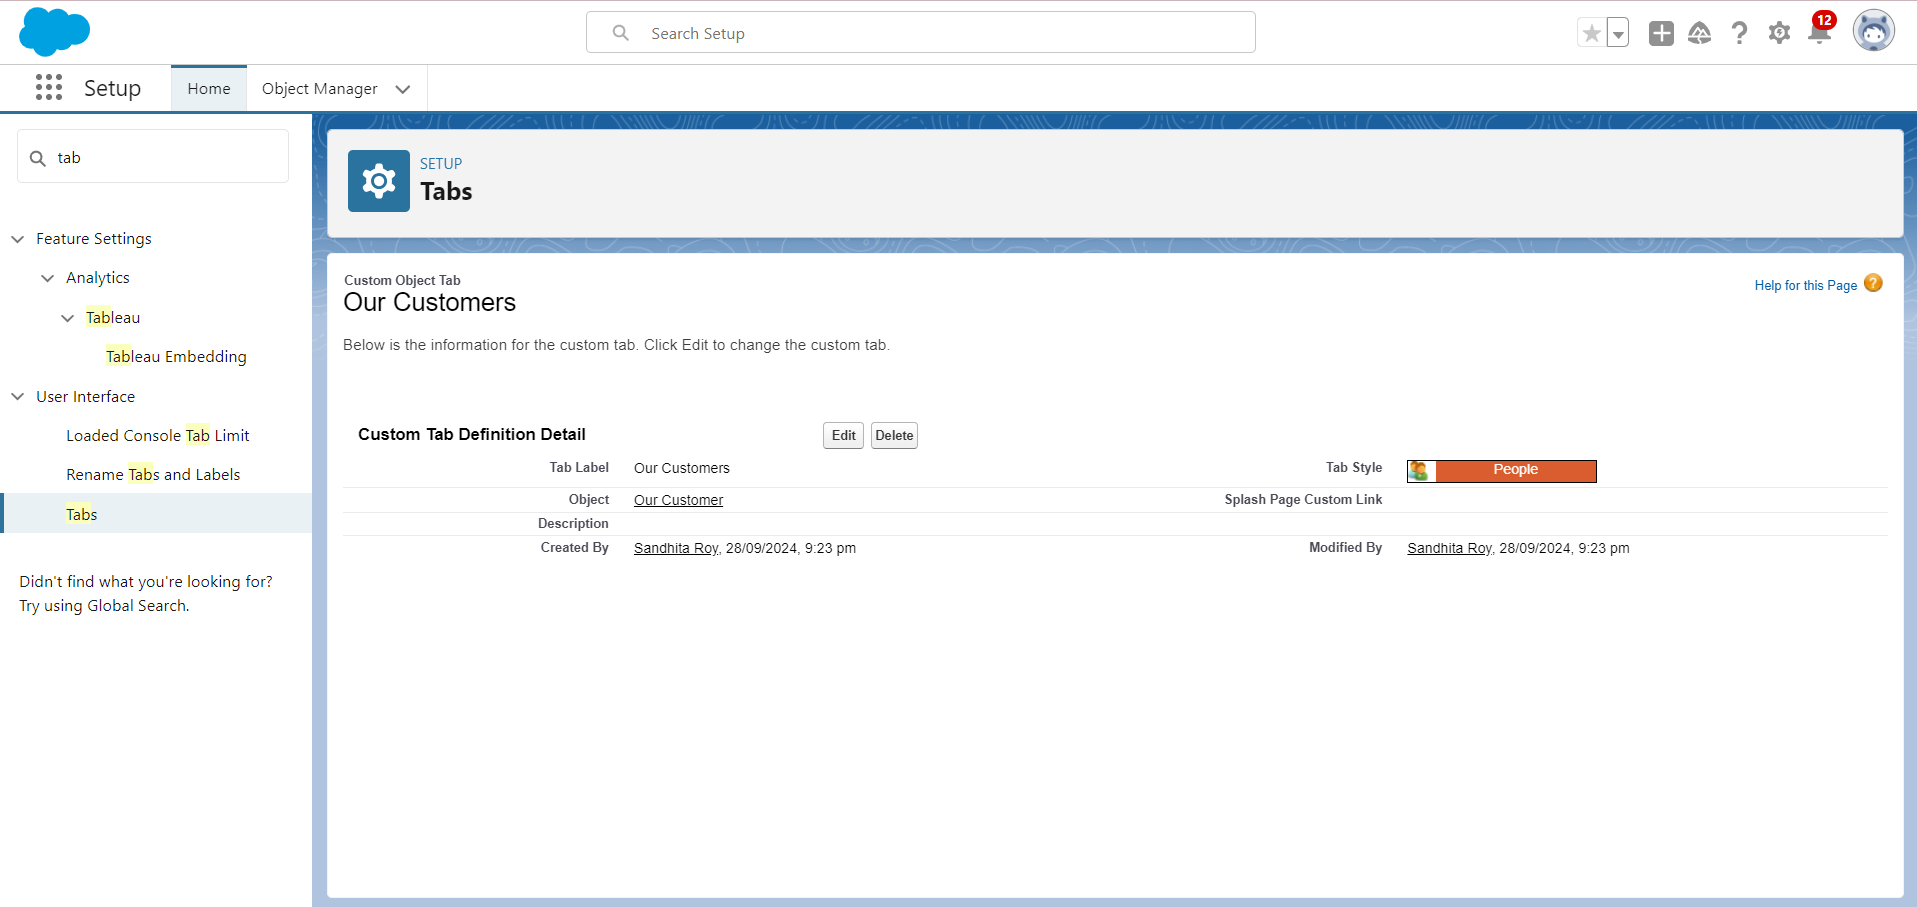 Search Setup
12
Setup
Home
Object Manager
tab
Feature Settings
Analytics
Tableau
Tableau Embedding
User Interface
Loaded Console Tab Limit
Rename Tabs and Labels
Tabs
Didn't find what you're looking for?
Try using Global Search.
SETUP
Tabs
Custom Object Tab
Our Customers
Help for this Page ?
Below is the information for the custom tab. Click Edit to change the custom tab.
Custom Tab Definition Detail Edit Delete
Tab Label Our Customers Tab Style People
Object Our Customer Splash Page Custom Link
Description
Created By Sandhita Roy, 28/09/2024, 9:23 pm Modified By Sandhita Roy, 28/09/2024, 9:23 pm